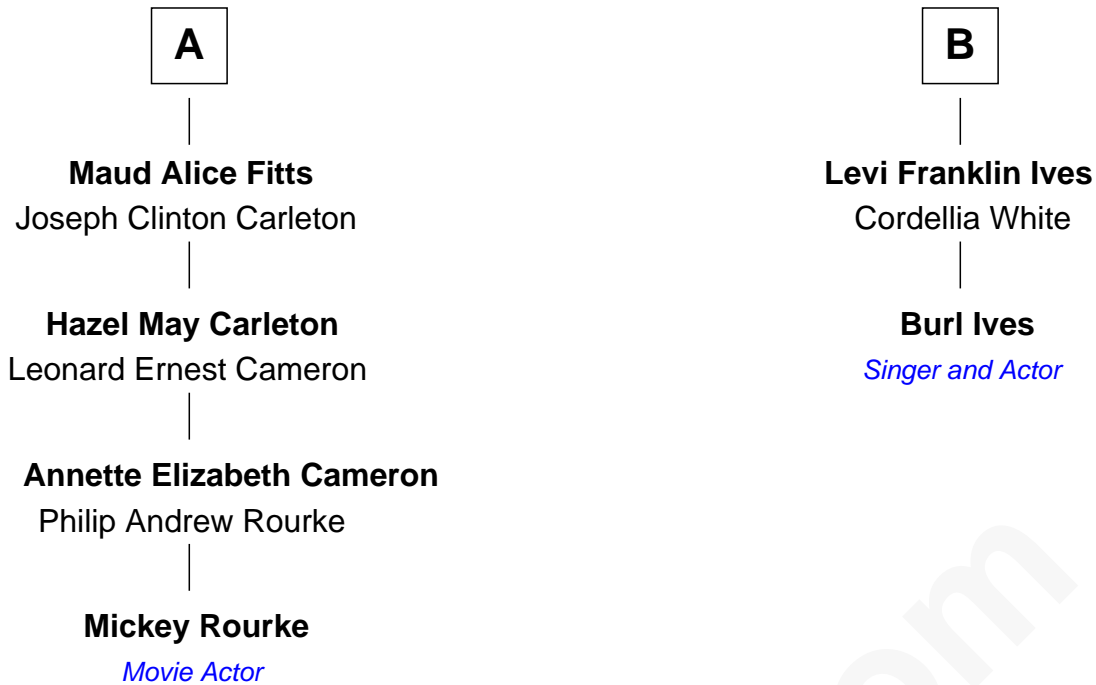 A
Maud Alice Fitts
Joseph Clinton Carleton
Hazel May Carleton
Leonard Ernest Cameron
Annette Elizabeth Cameron
Philip Andrew Rourke
Mickey Rourke
Movie Actor
B
Levi Franklin Ives
Cordellia White
Burl Ives
Singer and Actor
om